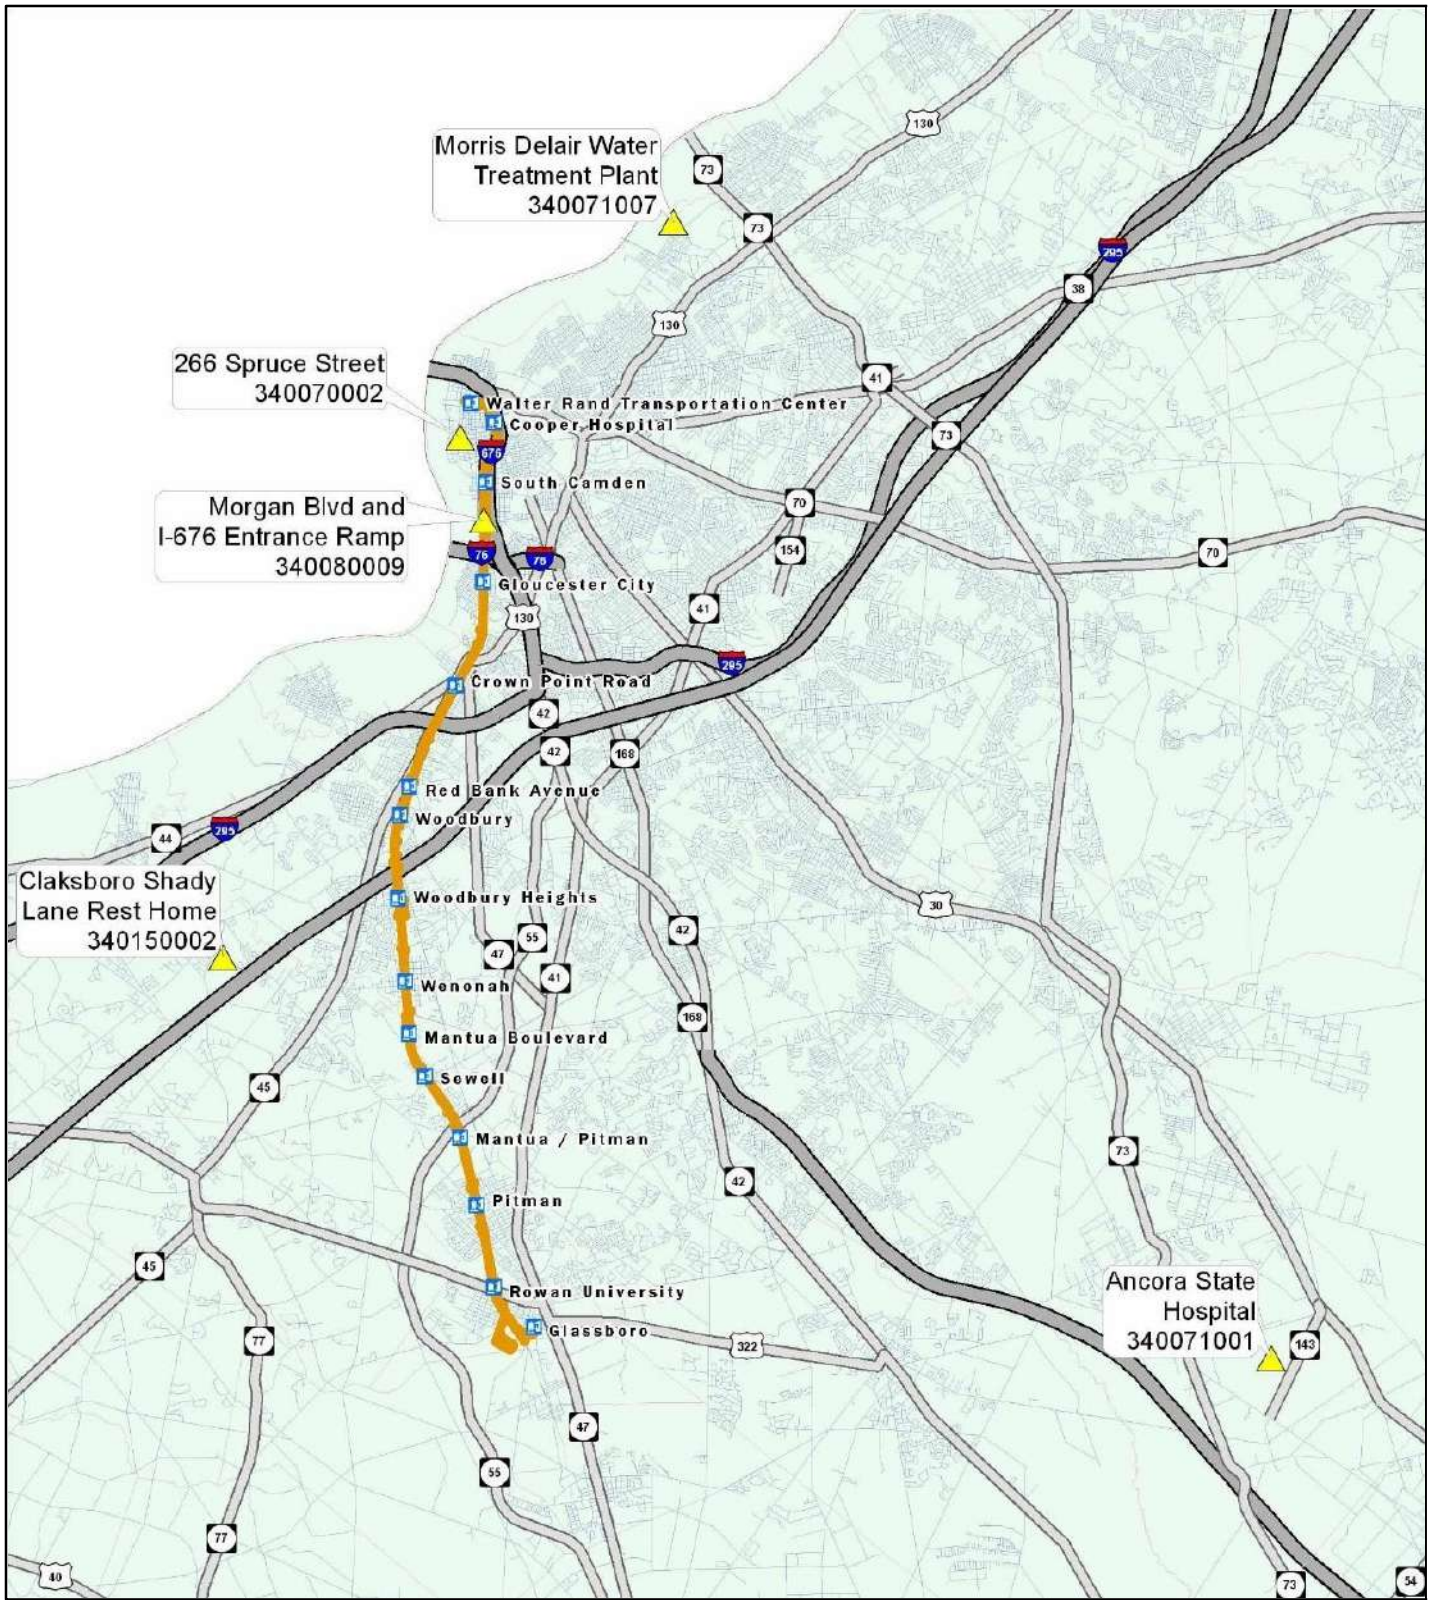 130
Morris Delair Water
Treatment Plant
340071007
73
73
295
38
130
266 Spruce Street
340070002
41
Walter Rand Transportation Center
Cooper Hospital
73
676
South Camden
70
Morgan Blvd and
I-676 Entrance Ramp
340080009
76
76
154
70
Gloucester City
41
130
295
Crown Point Road
42
42
168
Red Bank Avenue
Woodbury
44
295
Claksboro Shady
Lane Rest Home
340150002
Woodbury Heights
30
42
55
47
41
Wenonah
168
Mantua Boulevard
Sewell
45
Mantua / Pitman
73
42
Pitman
45
Rowan University
Ancora State
Hospital
340071001
Glassboro
77
322
143
47
55
77
40
73
54